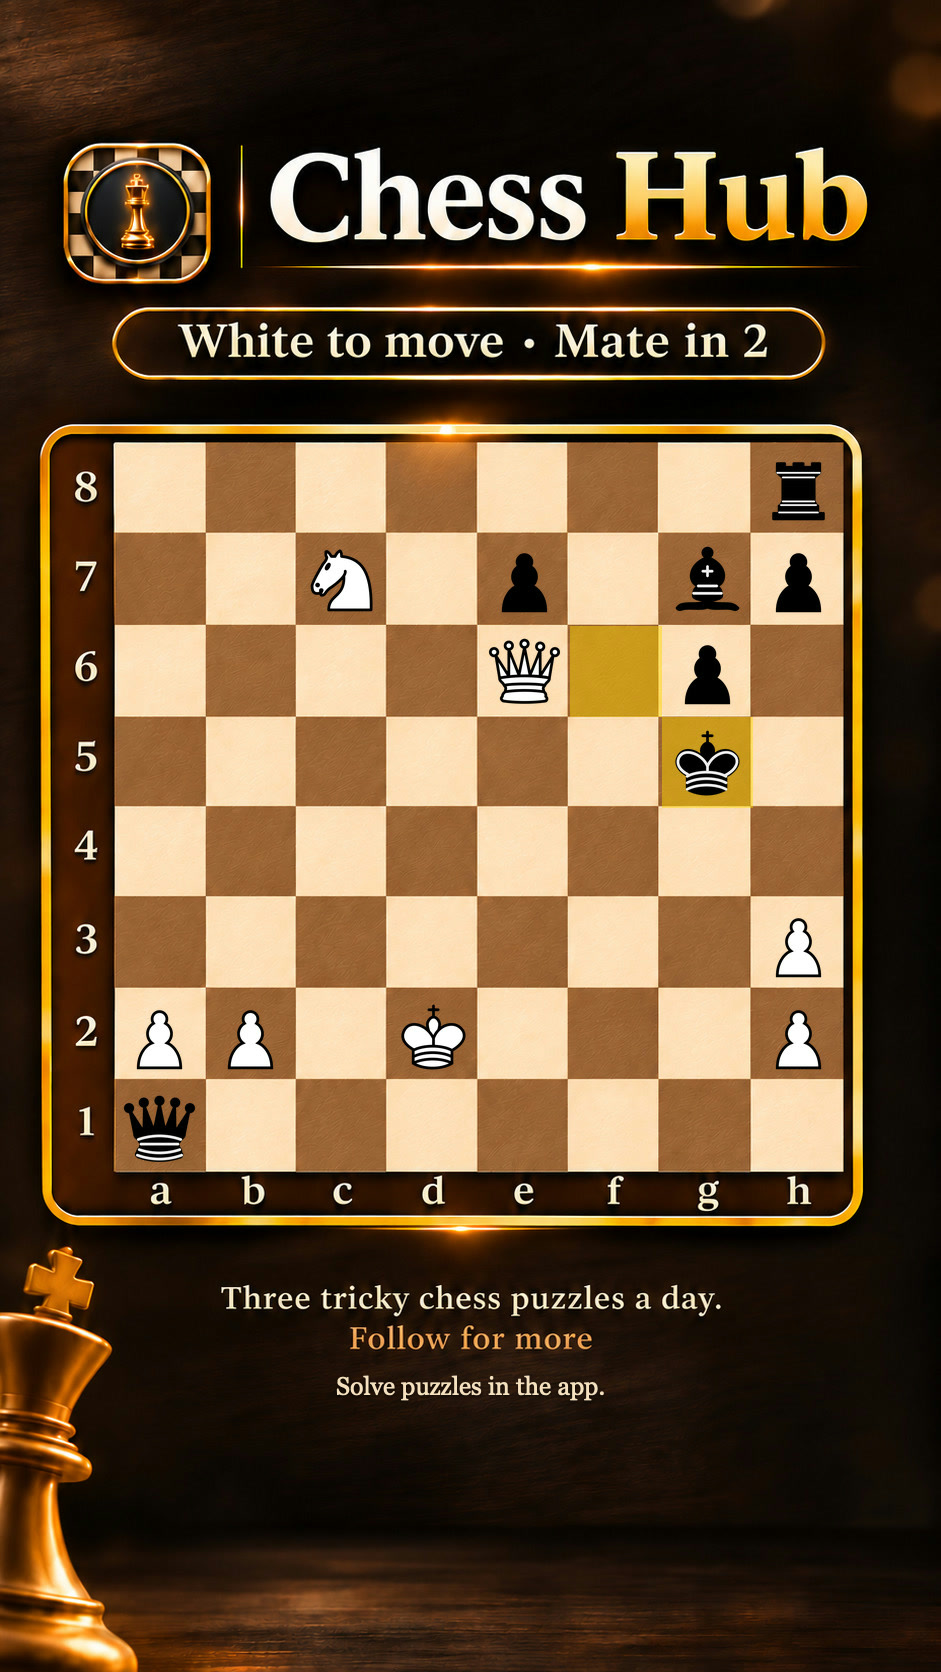 Chess Hub
White to move • Mate in 2
8
7
6
5
4
3
2
1
a b c d e f g h
Three tricky chess puzzles a day.
Follow for more
Solve puzzles in the app.